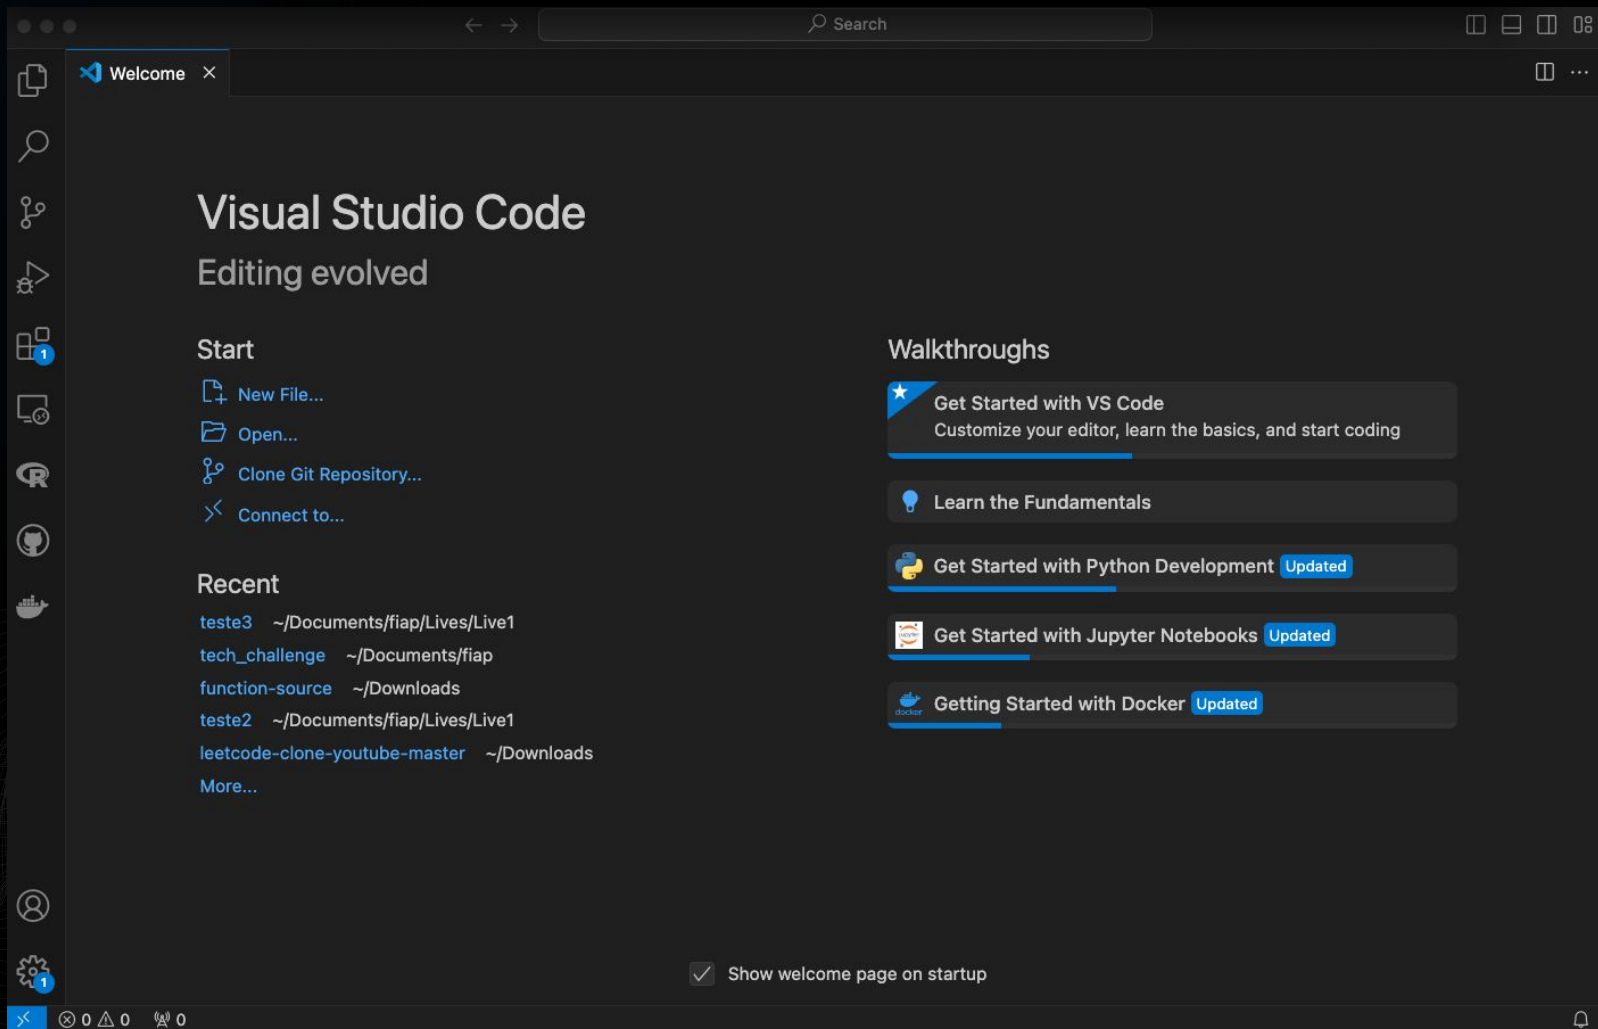 Search
Welcome
Visual Studio Code
Editing evolved
Start
New File...
Open...
Clone Git Repository...
Connect to...
Recent
teste3 ~/Documents/fiap/Lives/Live1
tech_challenge ~/Documents/fiap
function-source ~/Downloads
teste2 ~/Documents/fiap/Lives/Live1
leetcode-clone-youtube-master ~/Downloads
More...
Walkthroughs
Get Started with VS Code
Customize your editor, learn the basics, and start coding
Learn the Fundamentals
Get Started with Python Development Updated
jupyter Get Started with Jupyter Notebooks Updated
docker Getting Started with Docker Updated
1
R
1
Show welcome page on startup
0 0 0